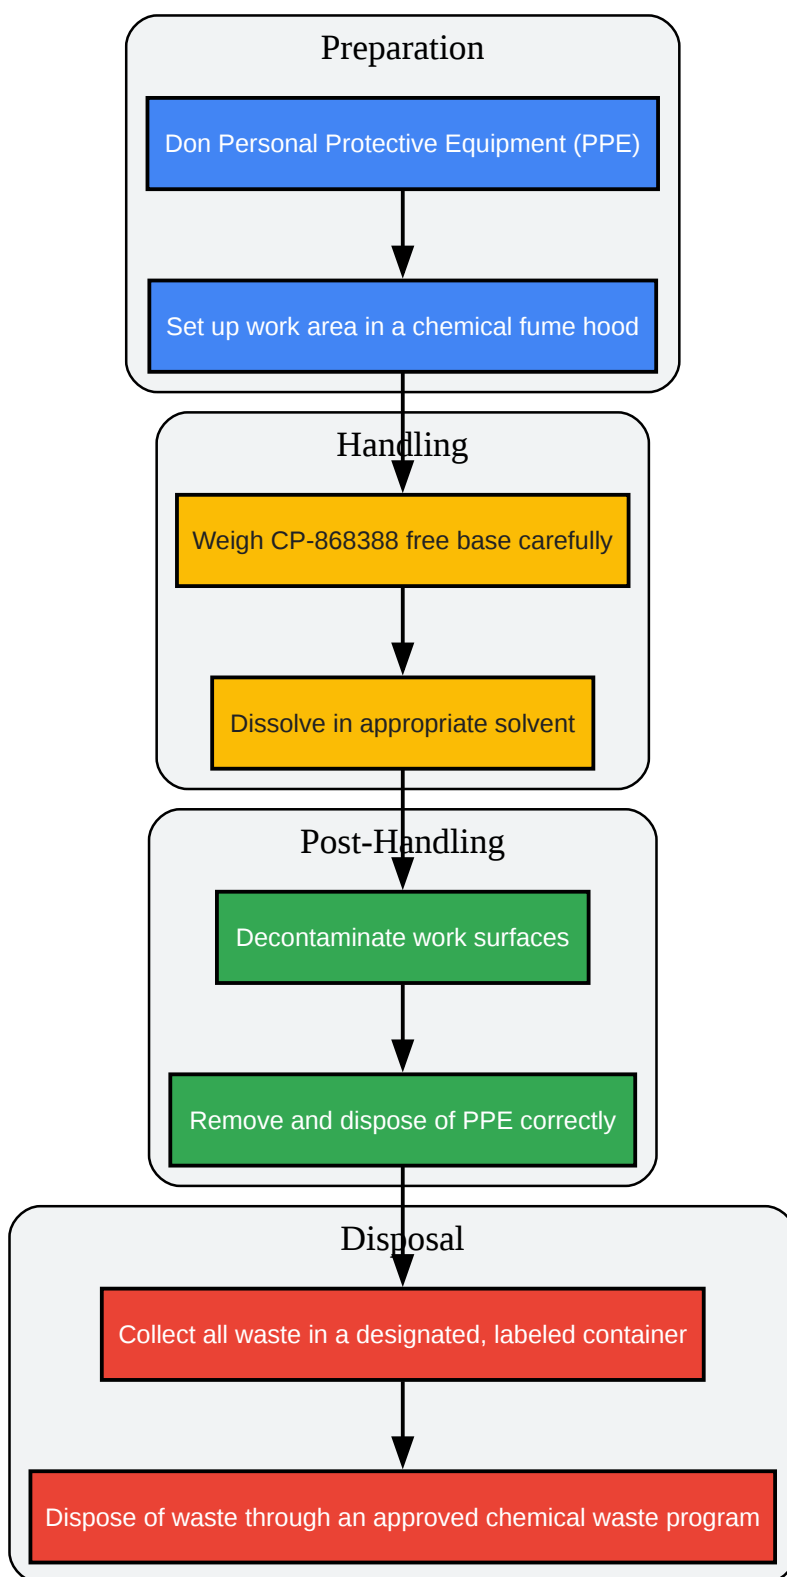 Preparation
Don Personal Protective Equipment (PPE)
Set up work area in a chemical fume hood
Handling
Weigh CP-868388 free base carefully
Dissolve in appropriate solvent
Post-Handling
Decontaminate work surfaces
Remove and dispose of PPE correctly
Disposal
Collect all waste in a designated, labeled container
Dispose of waste through an approved chemical waste program